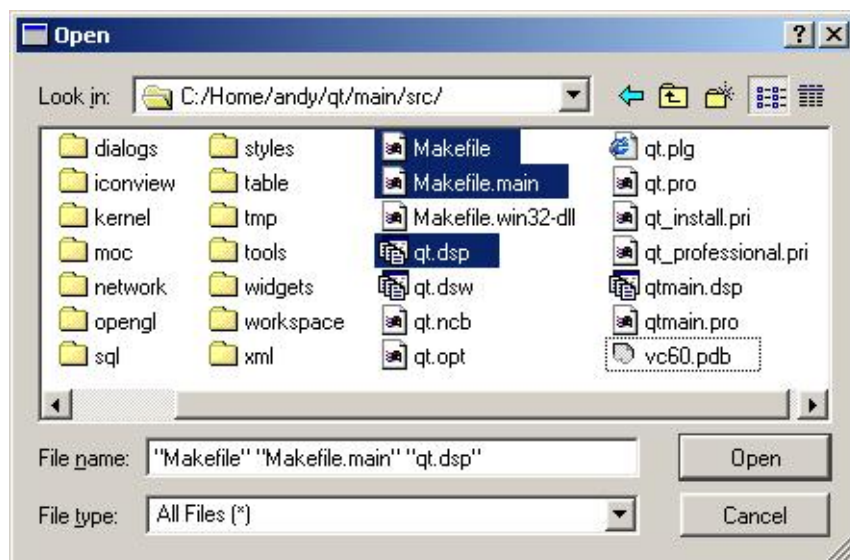 Open
Look in: C:/Home/andy/qt/main/src/
dialogs styles Makefile qt.plg
iconview table Makefile.main qt.pro
kernel tmp Makefile.win32-dll qt_install.pri
moc tools qt.dsp qt_professional.pri
network widgets qt.dsw qtmain.dsp
opengl workspace qt.ncb qtmain.pro
sql xml qt.opt vc60.pdb
File name: "Makefile" "Makefile.main" "qt.dsp" Open
File type: All Files (*) Cancel